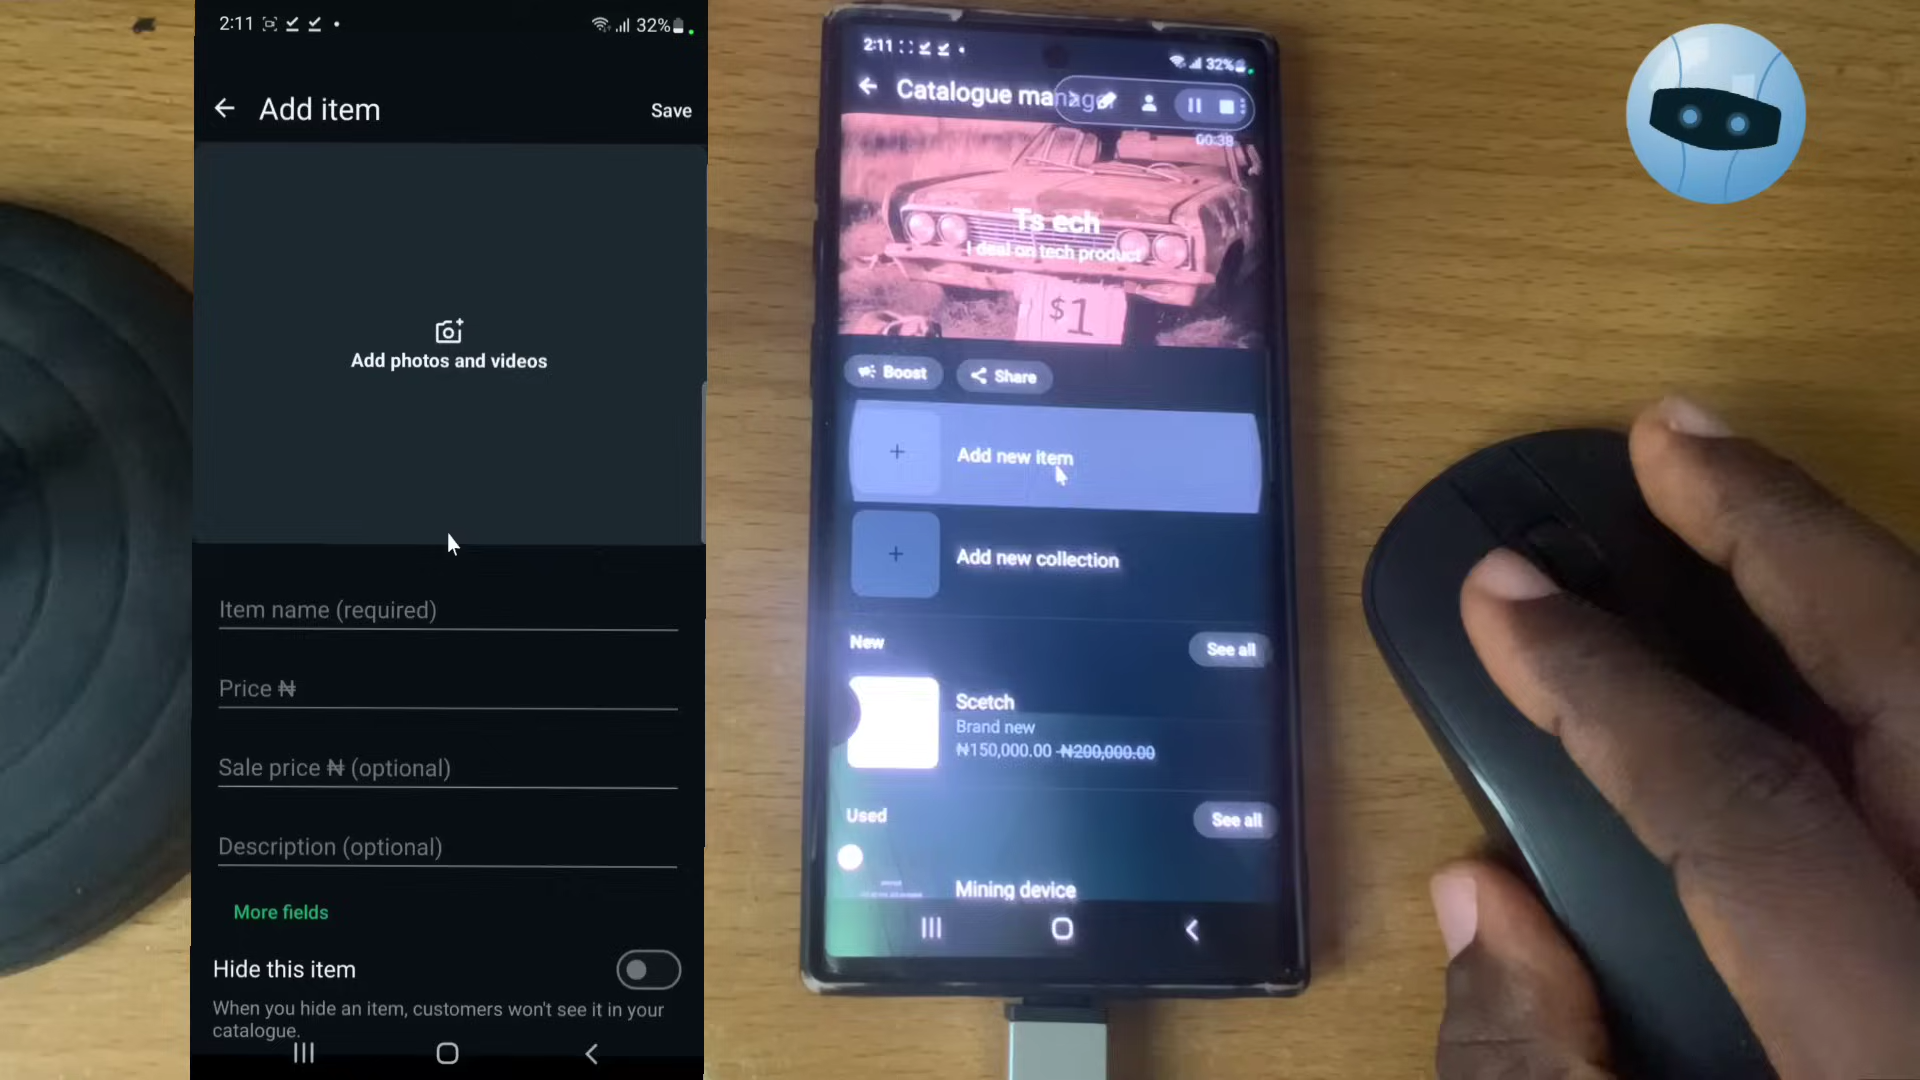 2:11
32%
Add item
Save
Add photos and videos
Item name (required)
Price ₦
Sale price ₦ (optional)
Description (optional)
More fields
Hide this item
When you hide an item, customers won't see it in your
catalogue.
2:11
32%
Catalogue manager
00:38
Ts ech
I deal on tech product
$1
Boost
Share
Add new item
Add new collection
New
See all
Scetch
Brand new
₦150,000.00 ₦200,000.00
Used
See all
Mining device